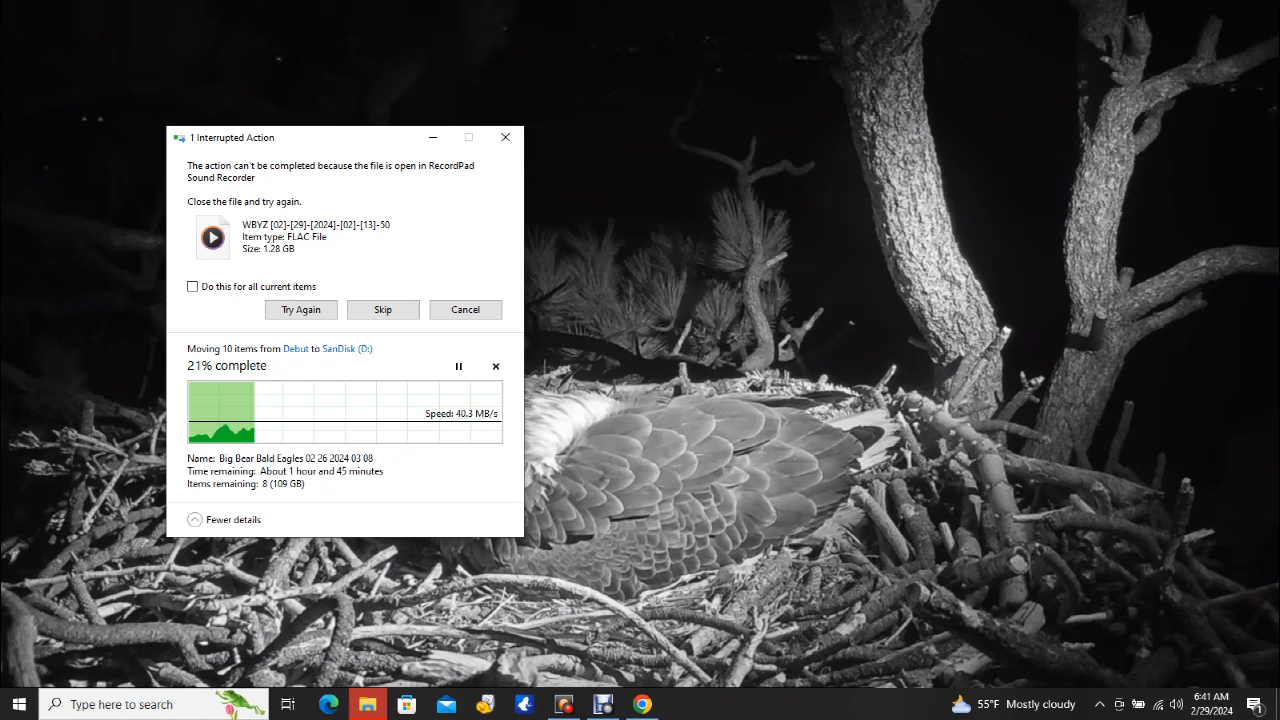 1 Interrupted Action
The action can't be completed because the file is open in RecordPad
Sound Recorder
Close the file and try again.
WBYZ [02]-[29]-[2024]-[02]-[13]-50
Item type: FLAC File
Size: 1.28 GB
Do this for all current items
Try Again
Skip
Cancel
Moving 10 items from Debut to SanDisk (D:)
21% complete
Speed: 40.3 MB/s
Name: Big Bear Bald Eagles 02 26 2024 03 08
Time remaining: About 1 hour and 45 minutes
Items remaining: 8 (109 GB)
Fewer details
Type here to search
55°F Mostly cloudy
6:41 AM
2/29/2024
1